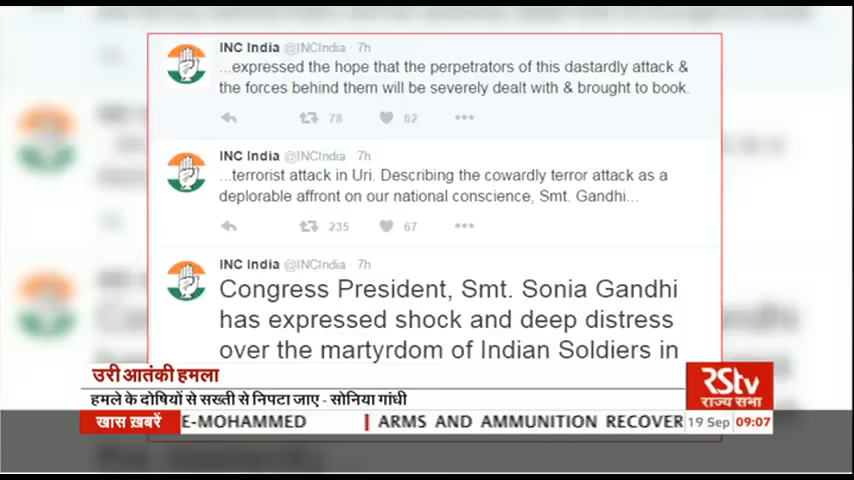 INC India @INCIndia · 7h
...expressed the hope that the perpetrators of this dastardly attack &
the forces behind them will be severely dealt with & brought to book.
78 62
INC India @INCIndia · 7h
...terrorist attack in Uri. Describing the cowardly terror attack as a
deplorable affront on our national conscience, Smt. Gandhi...
235 67
INC India @INCIndia · 7h
Congress President, Smt. Sonia Gandhi
has expressed shock and deep distress
over the martyrdom of Indian Soldiers in
उरी आतंकी हमला
हमले के दोषियों से सख्ती से निपटा जाए - सोनिया गांधी
RStv
राज्य सभा
खास ख़बरें E-MOHAMMED | ARMS AND AMMUNITION RECOVER 19 Sep 09:07